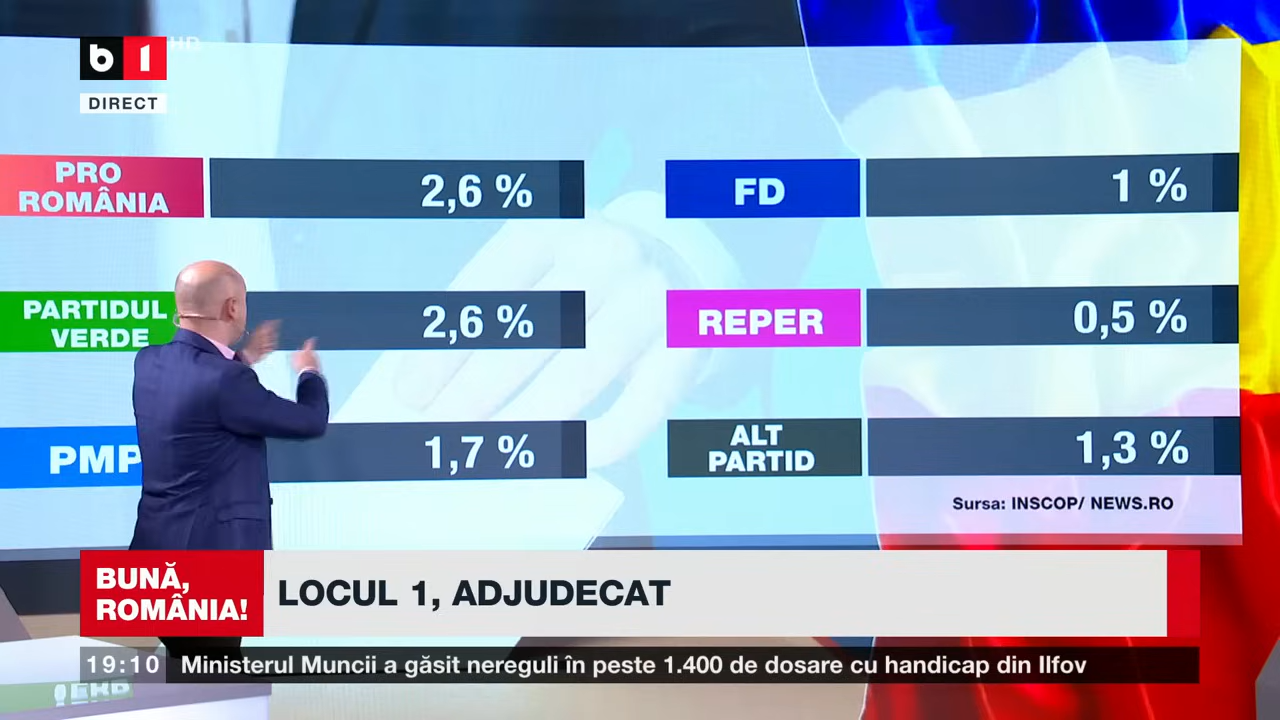 b1 HD
DIRECT
PRO
ROMÂNIA
2,6 %
FD
1 %
PARTIDUL
VERDE
2,6 %
REPER
0,5 %
PMP
1,7 %
ALT
PARTID
1,3 %
Sursa: INSCOP/ NEWS.RO
BUNĂ,
ROMÂNIA!
LOCUL 1, ADJUDECAT
19:10 Ministerul Muncii a găsit nereguli în peste 1.400 de dosare cu handicap din Ilfov